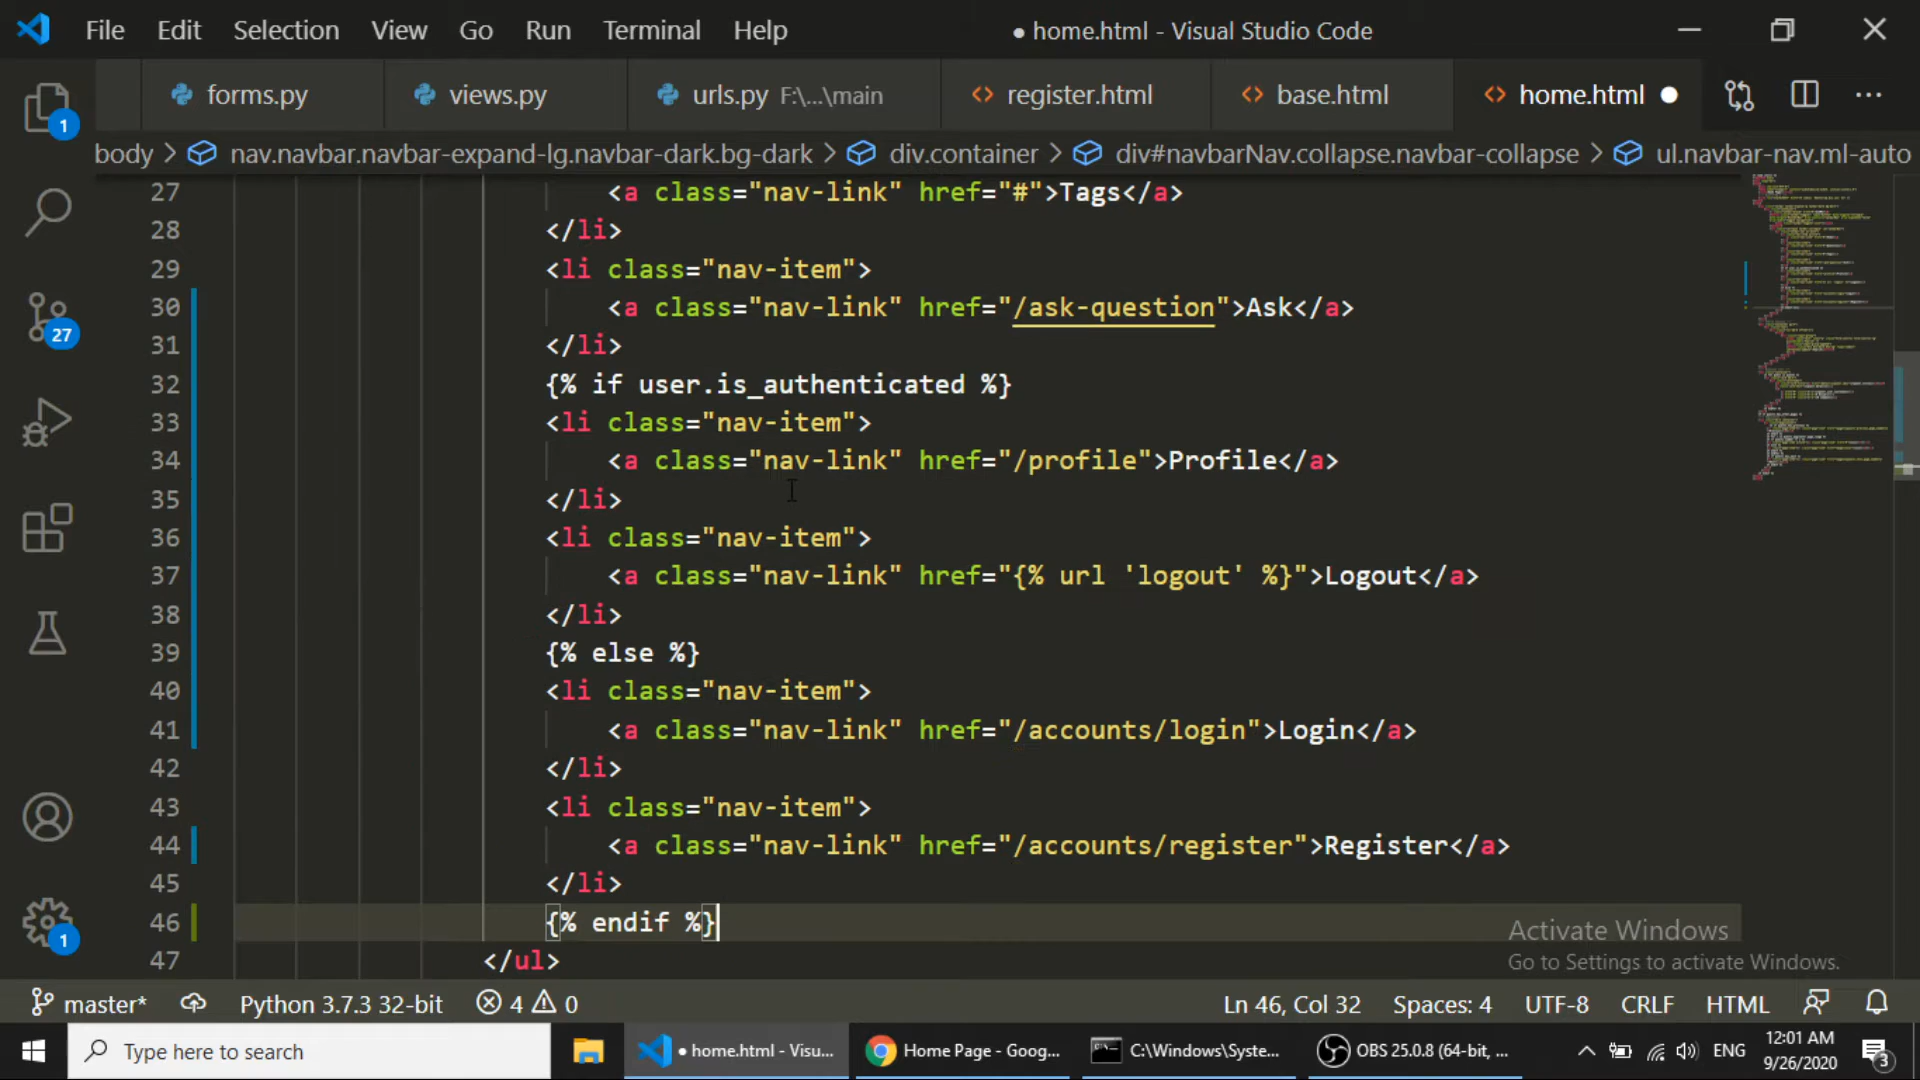 File Edit Selection View Go Run Terminal Help ● home.html - Visual Studio Code
forms.py views.py urls.py F:\...\main register.html base.html home.html ●
body > nav.navbar.navbar-expand-lg.navbar-dark.bg-dark > div.container > div#navbarNav.collapse.navbar-collapse > ul.navbar-nav.ml-auto
27 <a class="nav-link" href="#">Tags</a>
28 </li>
29 <li class="nav-item">
30 <a class="nav-link" href="/ask-question">Ask</a>
31 </li>
32 {% if user.is_authenticated %}
33 <li class="nav-item">
34 <a class="nav-link" href="/profile">Profile</a>
35 </li>
36 <li class="nav-item">
37 <a class="nav-link" href="{% url 'logout' %}">Logout</a>
38 </li>
39 {% else %}
40 <li class="nav-item">
41 <a class="nav-link" href="/accounts/login">Login</a>
42 </li>
43 <li class="nav-item">
44 <a class="nav-link" href="/accounts/register">Register</a>
45 </li>
46 {% endif %}
47 </ul>
1
27
1
Activate Windows
Go to Settings to activate Windows.
master* Python 3.7.3 32-bit 4 0 Ln 46, Col 32 Spaces: 4 UTF-8 CRLF HTML
Type here to search ● home.html - Visu... Home Page - Goog... C:\Windows\Syste... OBS 25.0.8 (64-bit, ... ENG 12:01 AM
9/26/2020 3